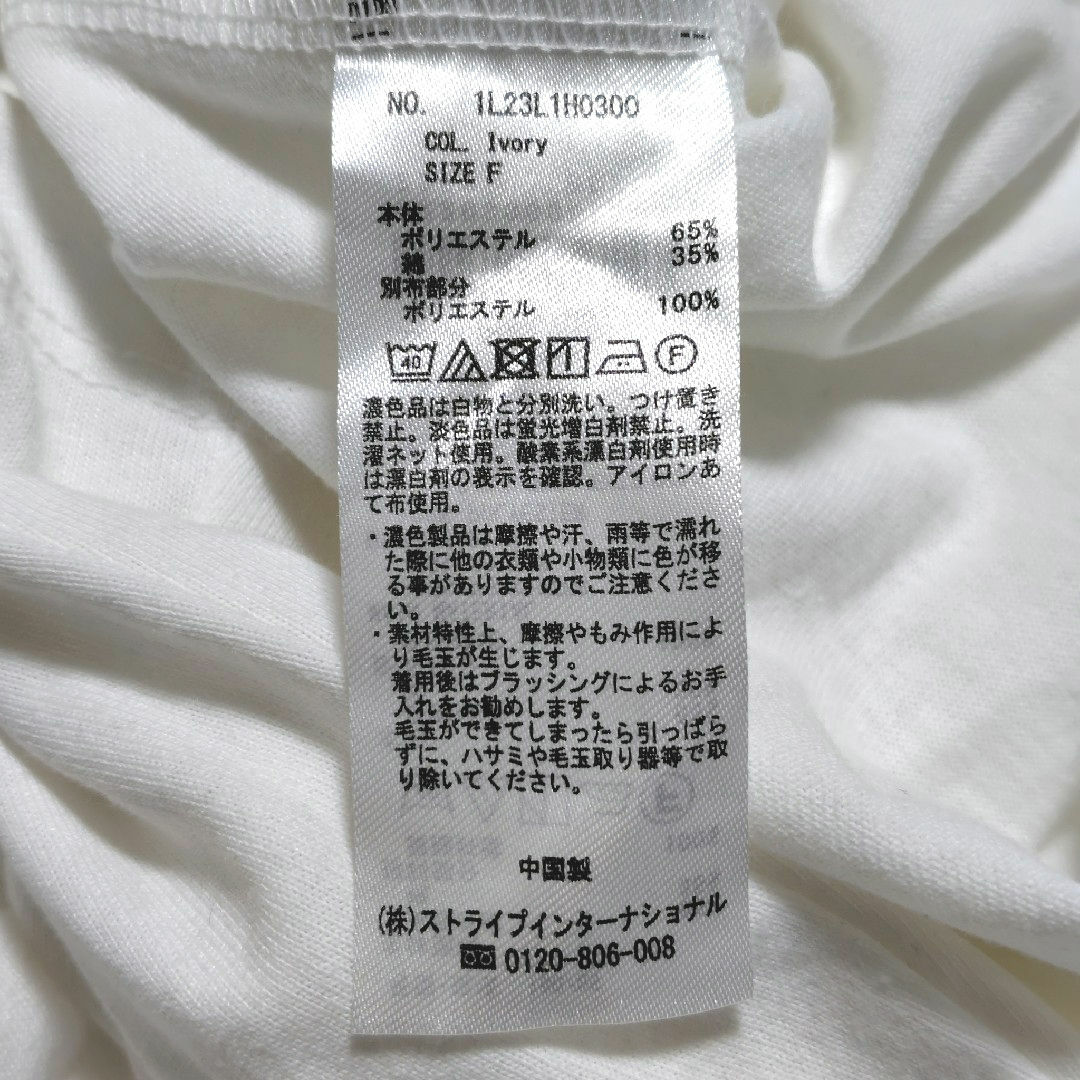 NO. 1L23L1H0300
COL. Ivory
SIZE F
本体
ポリエステル 65%
綿 35%
別布部分
ポリエステル 100%
40 F
濃色品は白物と分別洗い。つけ置き
禁止。淡色品は蛍光増白剤禁止。洗
濯ネット使用。酸素系漂白剤使用時
は漂白剤の表示を確認。アイロンあ
て布使用。
・濃色製品は摩擦や汗、雨等で濡れ
た際に他の衣類や小物類に色が移
る事がありますのでご注意くださ
い。
・素材特性上、摩擦やもみ作用によ
り毛玉が生じます。
着用後はブラッシングによるお手
入れをお勧めします。
毛玉ができてしまったら引っぱら
ずに、ハサミや毛玉取り器等で取
り除いてください。
中国製
(株)ストライプインターナショナル
0120-806-008